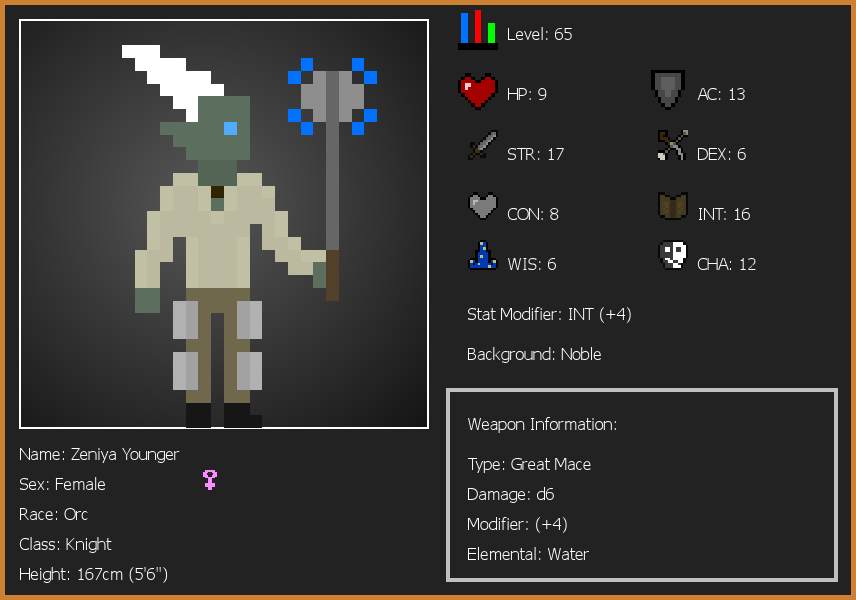 Level: 65
HP: 9
AC: 13
STR: 17
DEX: 6
CON: 8
INT: 16
WIS: 6
CHA: 12
Stat Modifier: INT (+4)
Background: Noble
Weapon Information:
Type: Great Mace
Damage: d6
Modifier: (+4)
Elemental: Water
Name: Zeniya Younger
Sex: Female
Race: Orc
Class: Knight
Height: 167cm (5'6")